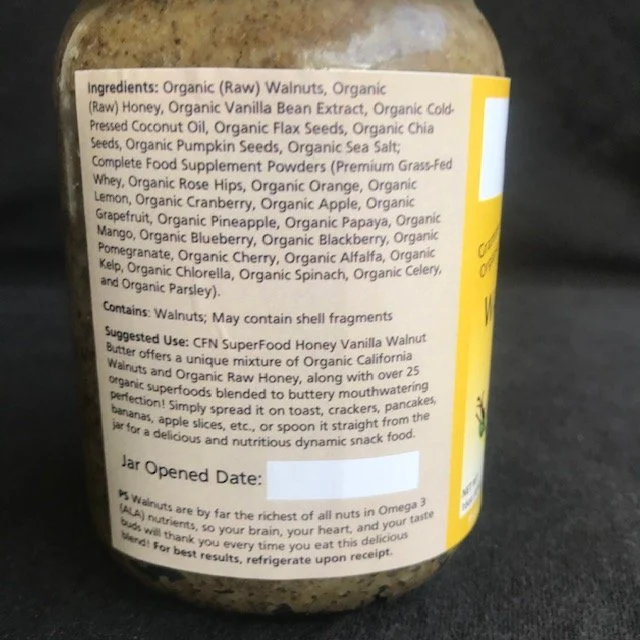 Ingredients: Organic (Raw) Walnuts, Organic
(Raw) Honey, Organic Vanilla Bean Extract, Organic Cold-
Pressed Coconut Oil, Organic Flax Seeds, Organic Chia
Seeds, Organic Pumpkin Seeds, Organic Sea Salt;
Complete Food Supplement Powders (Premium Grass-Fed
Whey, Organic Rose Hips, Organic Orange, Organic
Lemon, Organic Cranberry, Organic Apple, Organic
Grapefruit, Organic Pineapple, Organic Papaya, Organic
Mango, Organic Blueberry, Organic Blackberry, Organic
Pomegranate, Organic Cherry, Organic Alfalfa, Organic
Kelp, Organic Chlorella, Organic Spinach, Organic Celery,
and Organic Parsley).
Contains: Walnuts; May contain shell fragments
Suggested Use: CFN SuperFood Honey Vanilla Walnut
Butter offers a unique mixture of Organic California
Walnuts and Organic Raw Honey, along with over 25
organic superfoods blended to buttery mouthwatering
perfection! Simply spread it on toast, crackers, pancakes,
bananas, apple slices, etc., or spoon it straight from the
jar for a delicious and nutritious dynamic snack food.
Jar Opened Date:
PS Walnuts are by far the richest of all nuts in Omega 3
(ALA) nutrients, so your brain, your heart, and your taste
buds will thank you every time you eat this delicious
blend! For best results, refrigerate upon receipt.